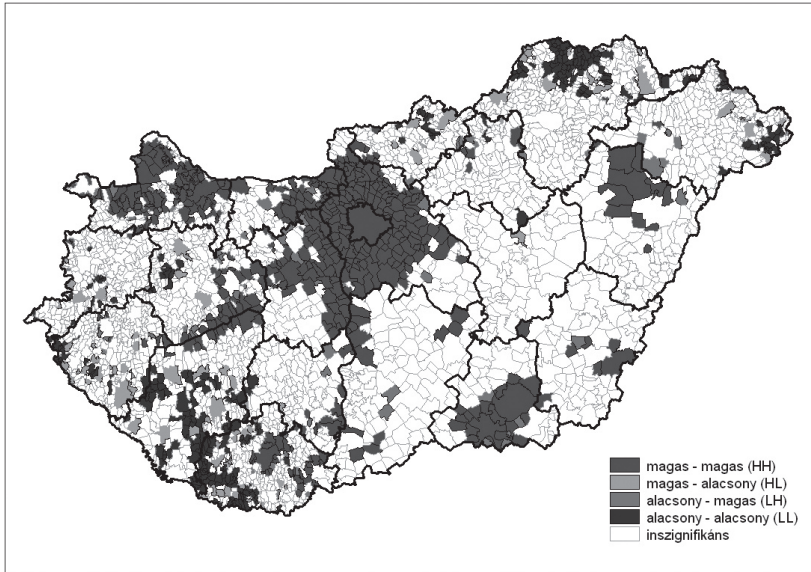 magas - magas (HH)
magas - alacsony (HL)
alacsony - magas (LH)
alacsony - alacsony (LL)
inszignifikáns